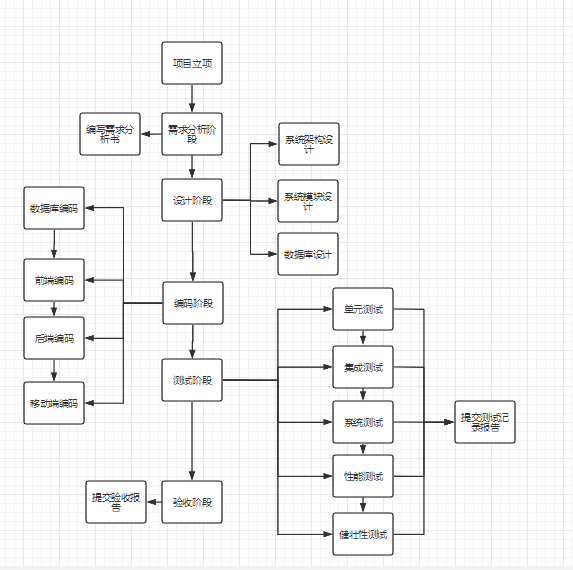 项目立项
编写需求分
析书
需求分析阶
段
系统架构设
计
数据库编码
设计阶段
系统模块设
计
数据库设计
前端编码
编码阶段
单元测试
后端编码
集成测试
测试阶段
移动端编码
系统测试
提交测试记
录报告
性能测试
提交验收报
告
验收阶段
健壮性测试